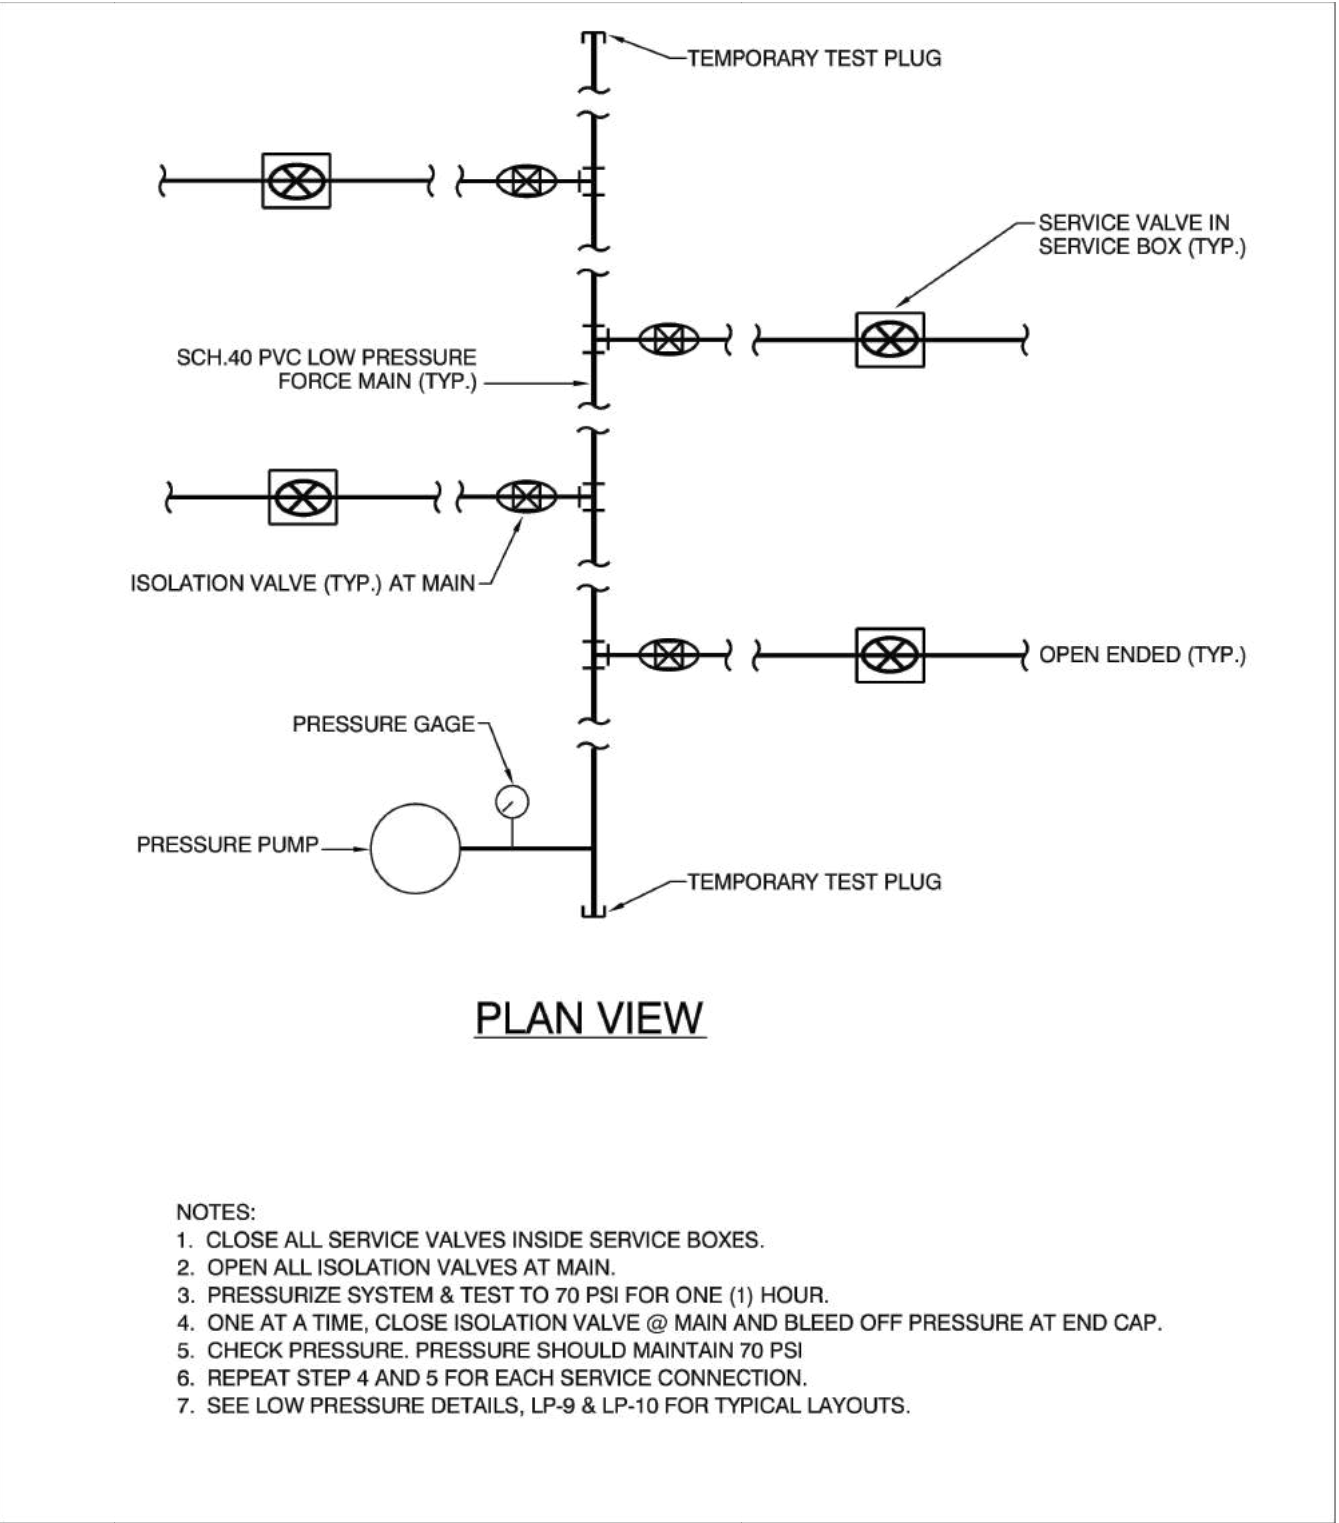 TEMPORARY TEST PLUG
SERVICE VALVE IN
SERVICE BOX (TYP.)
SCH.40 PVC LOW PRESSURE
FORCE MAIN (TYP.)
ISOLATION VALVE (TYP.) AT MAIN
OPEN ENDED (TYP.)
PRESSURE GAGE
PRESSURE PUMP
TEMPORARY TEST PLUG
PLAN VIEW
NOTES:
1. CLOSE ALL SERVICE VALVES INSIDE SERVICE BOXES.
2. OPEN ALL ISOLATION VALVES AT MAIN.
3. PRESSURIZE SYSTEM & TEST TO 70 PSI FOR ONE (1) HOUR.
4. ONE AT A TIME, CLOSE ISOLATION VALVE @ MAIN AND BLEED OFF PRESSURE AT END CAP.
5. CHECK PRESSURE. PRESSURE SHOULD MAINTAIN 70 PSI
6. REPEAT STEP 4 AND 5 FOR EACH SERVICE CONNECTION.
7. SEE LOW PRESSURE DETAILS, LP-9 & LP-10 FOR TYPICAL LAYOUTS.